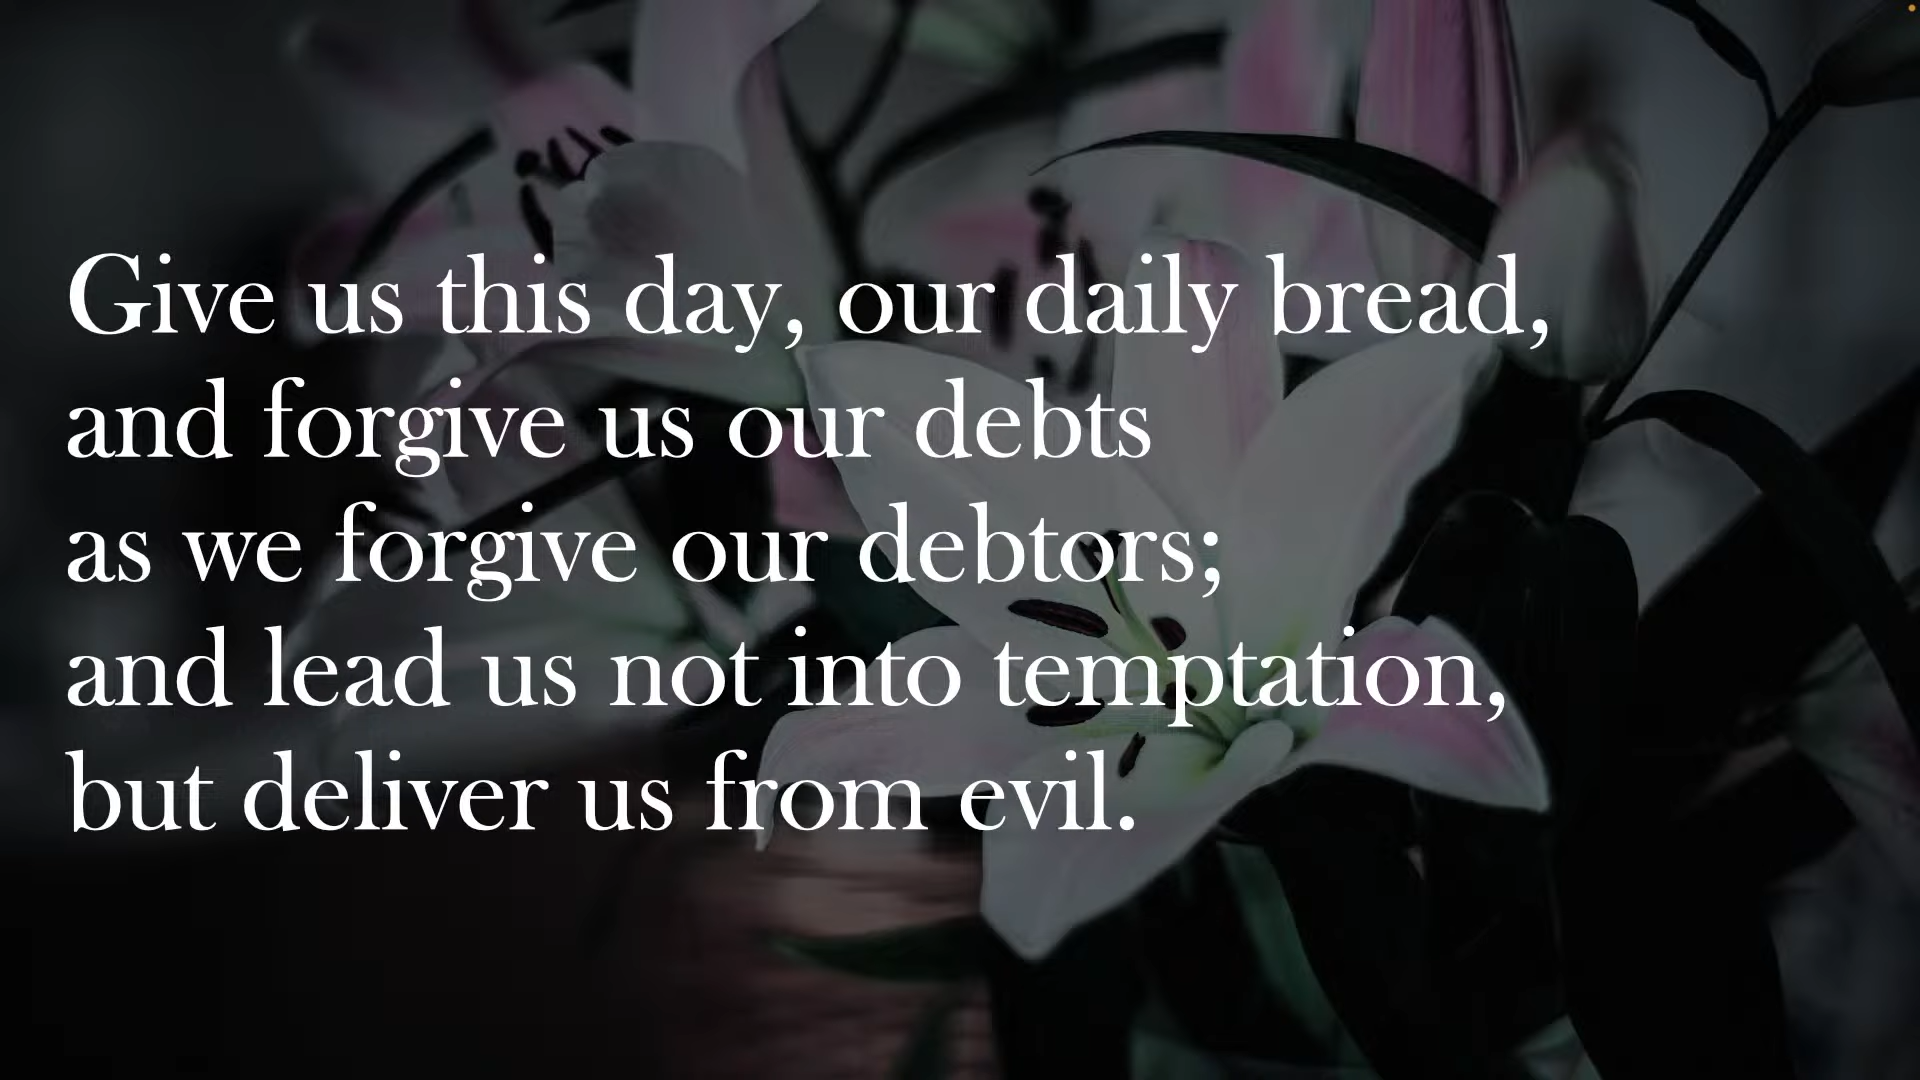 Give us this day, our daily bread,
and forgive us our debts
as we forgive our debtors;
and lead us not into temptation,
but deliver us from evil.